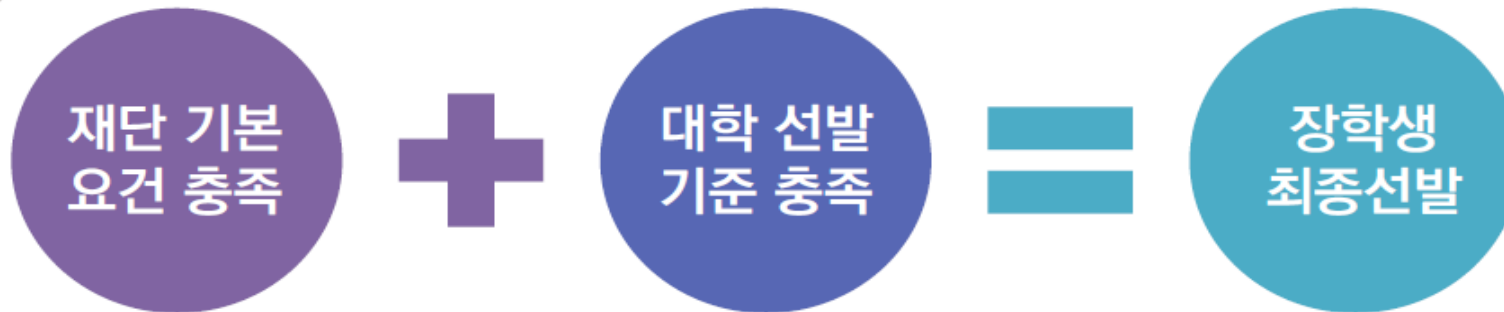 재단 기본
요건 충족
대학 선발
기준 충족
장학생
최종선발